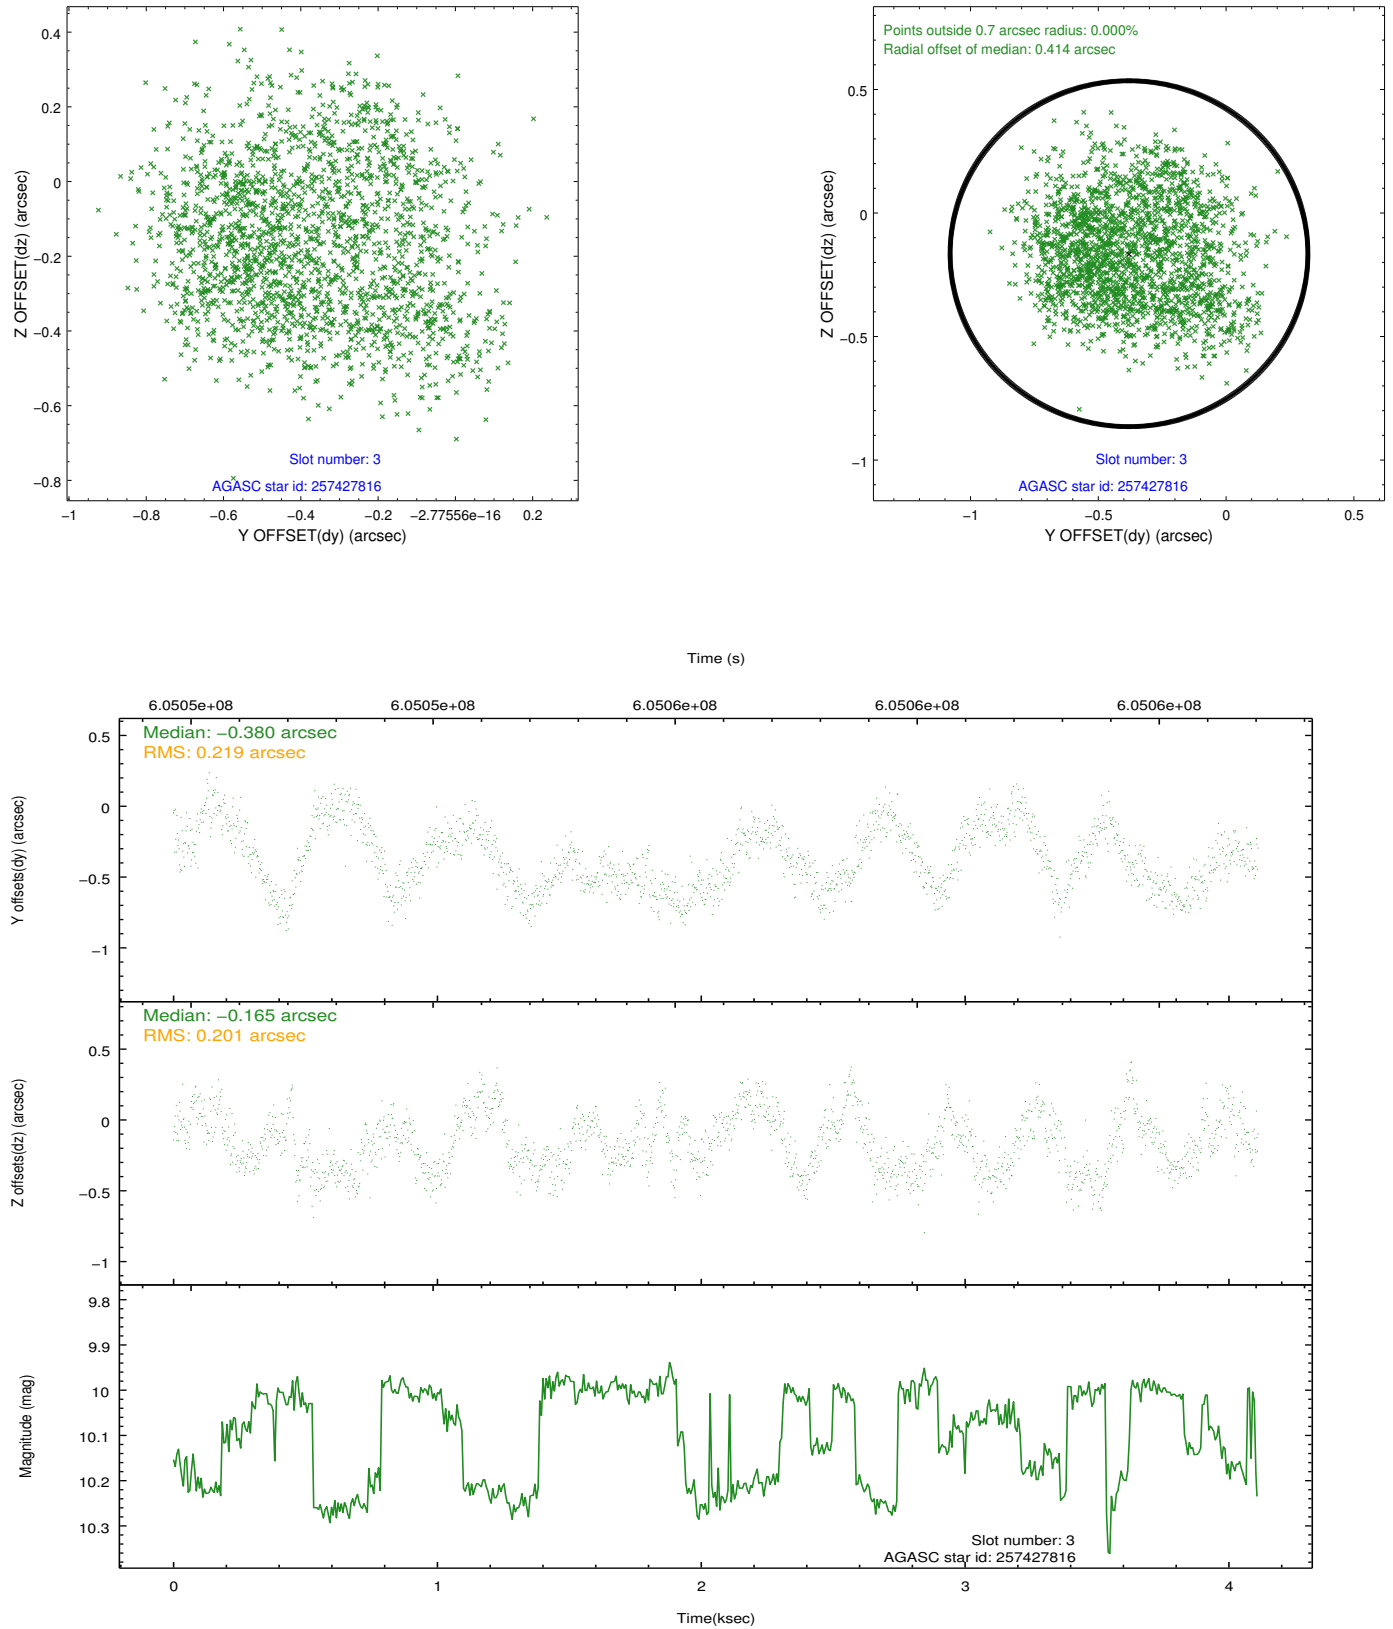 0.4
0.2
0
−0.2
−0.4
−0.6
−0.8
Z OFFSET(dz) (arcsec)
Slot number: 3
AGASC star id: 257427816
−1 −0.8 −0.6 −0.4 −0.2 −2.77556e−16 0.2
Y OFFSET(dy) (arcsec)
Points outside 0.7 arcsec radius: 0.000%
Radial offset of median: 0.414 arcsec
0.5
0
−0.5
−1
Z OFFSET(dz) (arcsec)
Slot number: 3
AGASC star id: 257427816
−1 −0.5 0 0.5
Y OFFSET(dy) (arcsec)
Time (s)
6.0505e+08 6.0505e+08 6.0506e+08 6.0506e+08 6.0506e+08
Median: −0.380 arcsec
RMS: 0.219 arcsec
0.5
0
−0.5
−1
Y offsets(dy) (arcsec)
Median: −0.165 arcsec
RMS: 0.201 arcsec
0.5
0
−0.5
−1
Z offsets(dz) (arcsec)
9.8
9.9
10
10.1
10.2
10.3
Magnitude (mag)
Slot number: 3
AGASC star id: 257427816
0 1 2 3 4
Time(ksec)